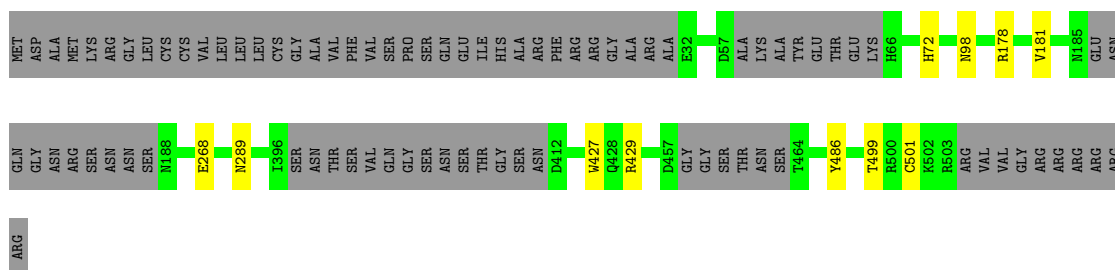 MET ASP ALA MET LYS ARG GLY LEU CYS CYS VAL LEU LEU LEU CYS GLY ALA VAL PHE VAL SER PRO SER GLN GLU ILE HIS ALA ARG PHE ARG ARG GLY ALA ARG ALA E32 D57 ALA LYS ALA TYR GLU THR GLU LYS H66 H72 N98 R178 V181 N185 GLU ASN
GLN GLY ASN ARG SER ASN ASN SER N188 E268 N289 I396 SER ASN THR SER VAL GLN GLY SER ASN SER THR GLY SER ASN D412 W427 Q428 R429 D457 GLY GLY SER THR ASN SER T464 Y486 T499 R500 C501 K502 R503 ARG VAL VAL GLY ARG ARG ARG ARG ARG
ARG